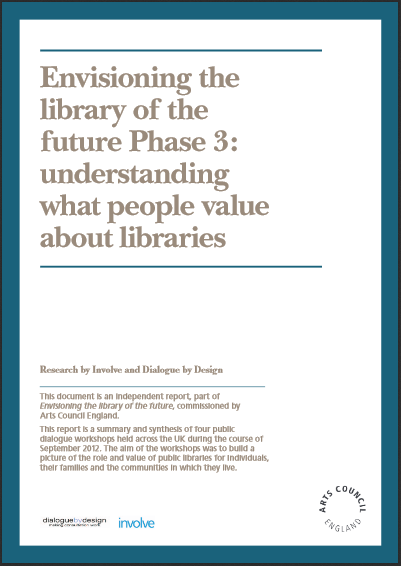 Envisioning the
library of the
future Phase 3:
understanding
what people value
about libraries
Research by Involve and Dialogue by Design
This document is an independent report, part of
Envisioning the library of the future, commissioned by
Arts Council England.
This report is a summary and synthesis of four public
dialogue workshops held across the UK during the course of
September 2012. The aim of the workshops was to build a
picture of the role and value of public libraries for individuals,
their families and the communities in which they live.
dialoguebydesign
making consultation work
involve
ARTS COUNCIL
ENGLAND